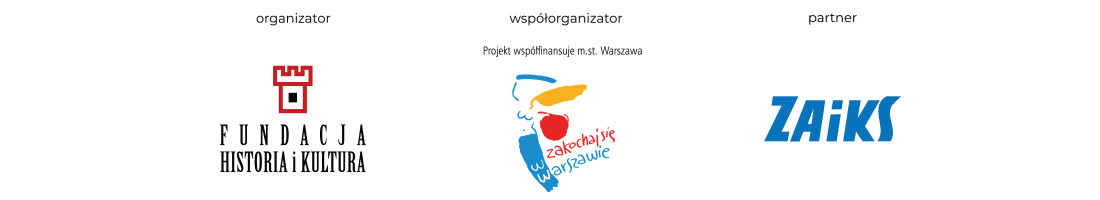 organizator
FUNDACJA
HISTORIA i KULTURA
współorganizator
Projekt współfinansuje m.st. Warszawa
zakochaj się
w Warszawie
partner
ZAiKS